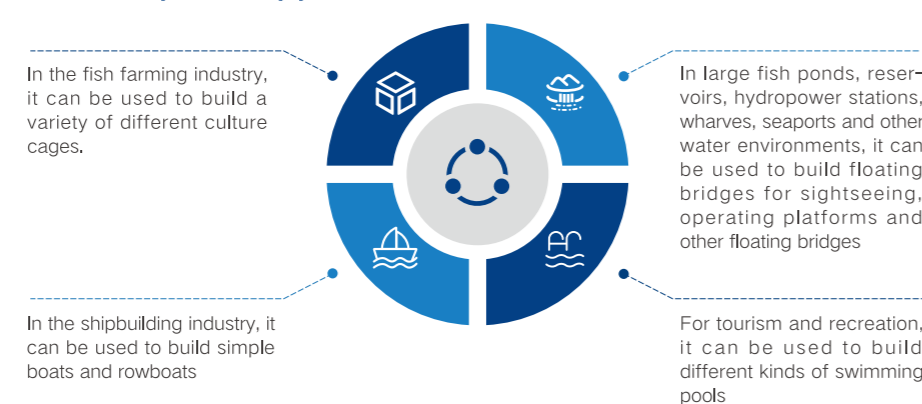 In the fish farming industry,
it can be used to build a
variety of different culture
cages.
In large fish ponds, reser-
voirs, hydropower stations,
wharves, seaports and other
water environments, it can
be used to build floating
bridges for sightseeing,
operating platforms and
other floating bridges
In the shipbuilding industry, it
can be used to build simple
boats and rowboats
For tourism and recreation,
it can be used to build
different kinds of swimming
pools